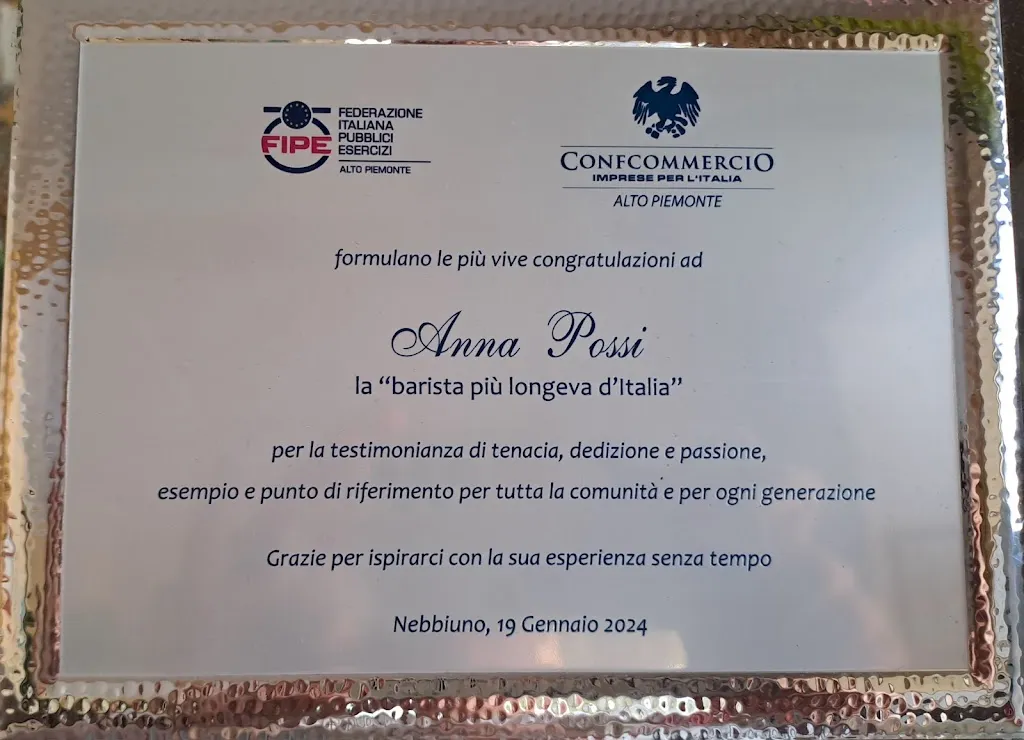 FIPE
FEDERAZIONE
ITALIANA
PUBBLICI
ESERCIZI
ALTO PIEMONTE
CONFCOMMERCIO
IMPRESE PER L'ITALIA
ALTO PIEMONTE
formulano le più vive congratulazioni ad
Anna Possi
la “barista più longeva d’Italia”
per la testimonianza di tenacia, dedizione e passione,
esempio e punto di riferimento per tutta la comunità e per ogni generazione
Grazie per ispirarci con la sua esperienza senza tempo
Nebbiuno, 19 Gennaio 2024